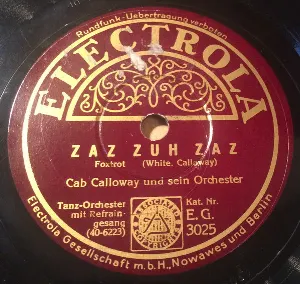 Rundfunk-Uebertragung verboten
ELECTROLA
ZAZ ZUH ZAZ
Foxtrot (White, Calloway)
Cab Calloway und sein Orchester
Tanz-Orchester
mit Refrain-
gesang
(40-6223)
Kat. Nr.
E.G.
3025
Electrola Gesellschaft m.b.H., Nowawes und Berlin